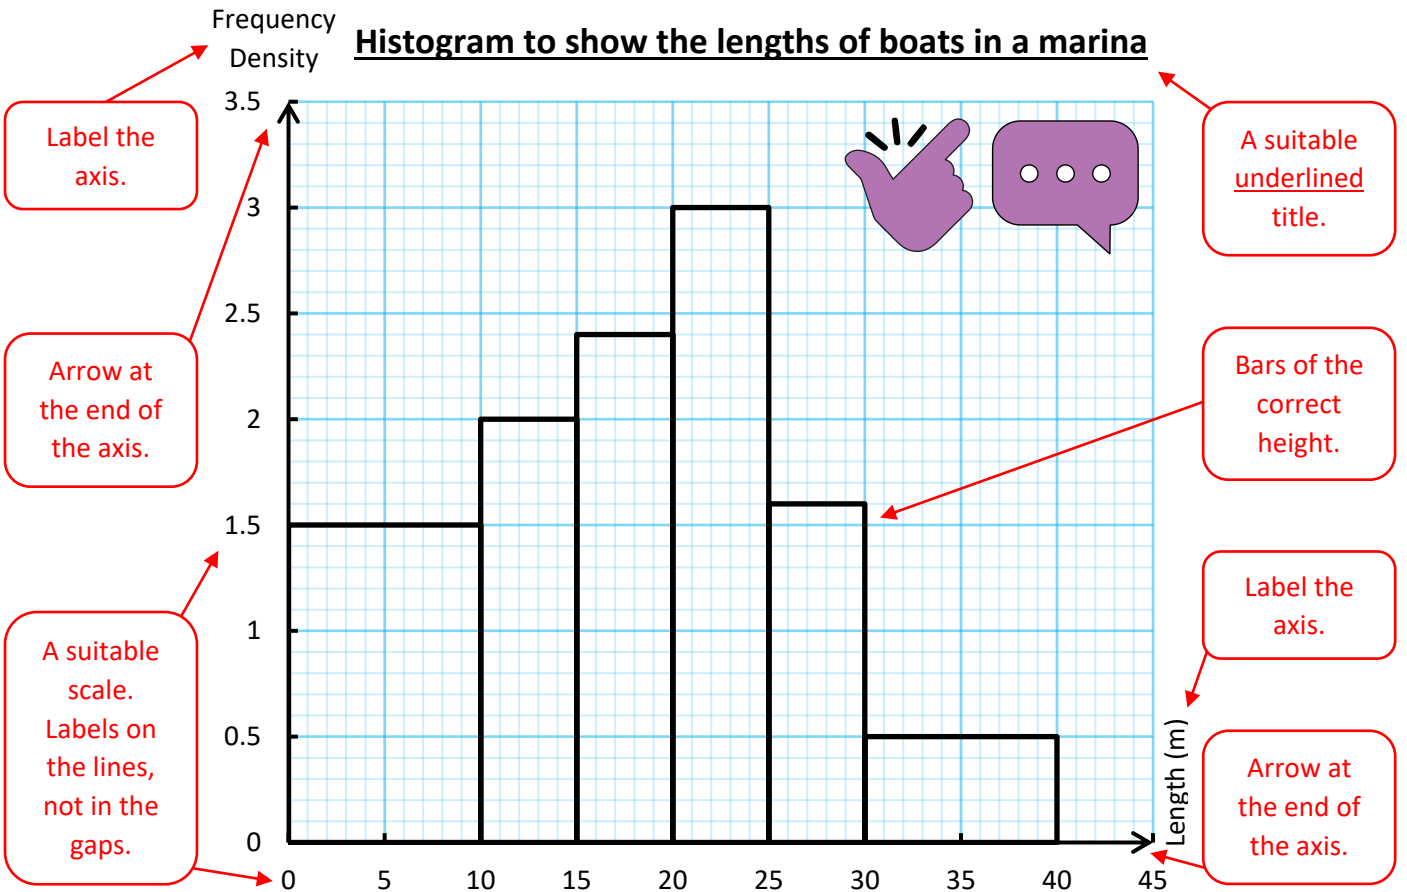 Frequency
Density
Histogram to show the lengths of boats in a marina
Label the
axis.
Arrow at
the end of
the axis.
A suitable
scale.
Labels on
the lines,
not in the
gaps.
3.5
3
2.5
2
1.5
1
0.5
0
0 5 10 15 20 25 30 35 40 45
Length (m)
A suitable
underlined
title.
Bars of the
correct
height.
Label the
axis.
Arrow at
the end of
the axis.